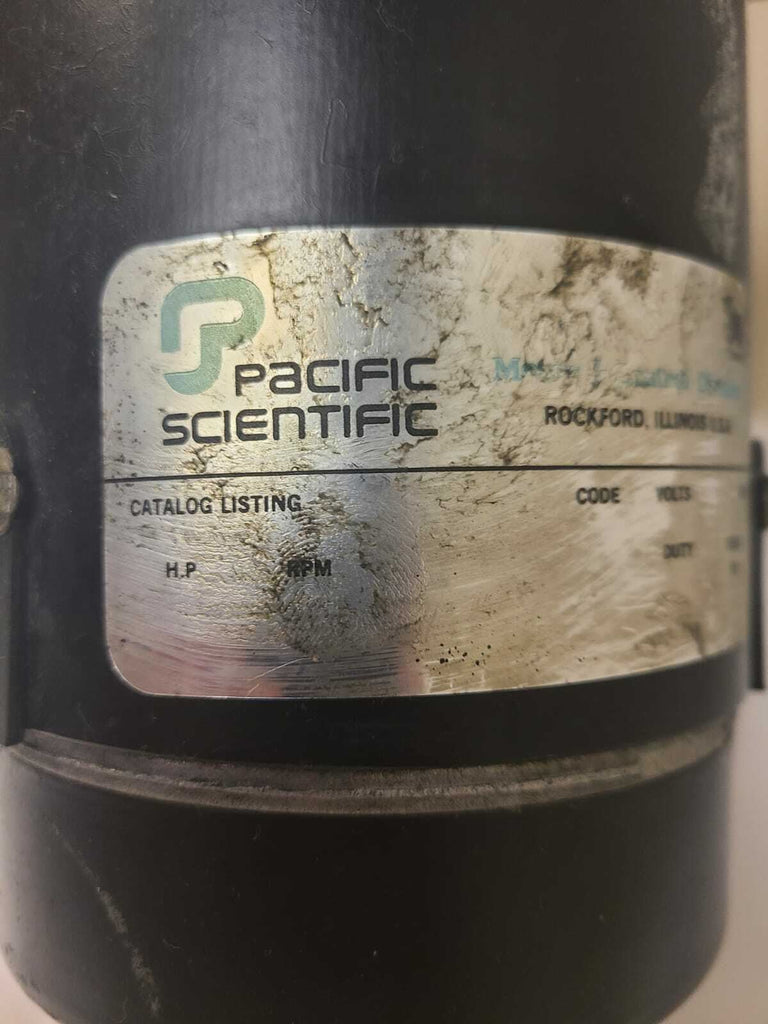 PACIFIC
SCIENTIFIC
ROCKFORD, ILLINOIS U.S.A
CATALOG LISTING
CODE VOLTS
H.P RPM
DUTY